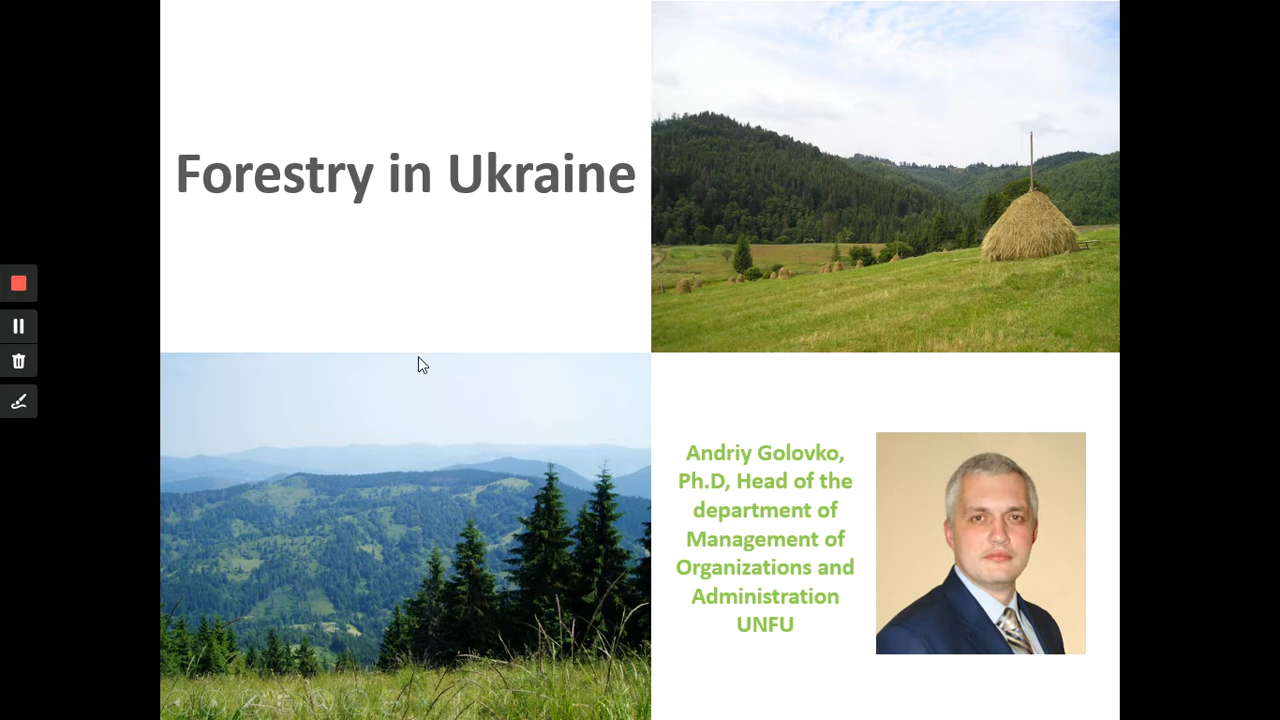 Forestry in Ukraine
Andriy Golovko,
Ph.D, Head of the
department of
Management of
Organizations and
Administration
UNFU